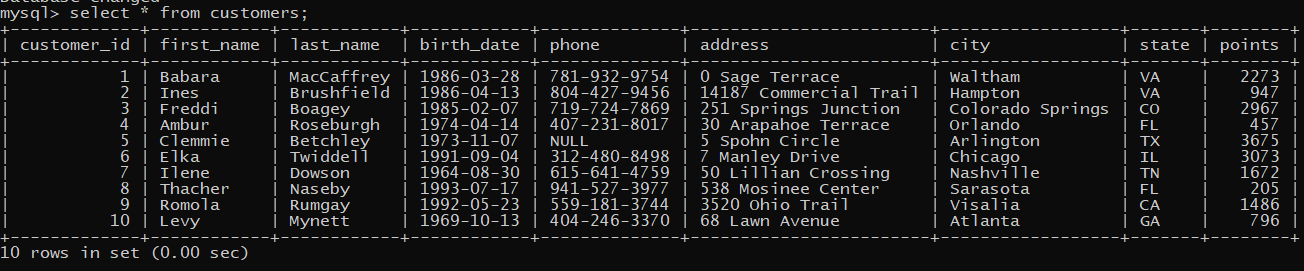 Database changed
mysql> select * from customers;
+-------------+------------+------------+------------+--------------+------------------------+------------------+-------+--------+
| customer_id | first_name | last_name | birth_date | phone | address | city | state | points |
+-------------+------------+------------+------------+--------------+------------------------+------------------+-------+--------+
| 1 | Babara | MacCaffrey | 1986-03-28 | 781-932-9754 | 0 Sage Terrace | Waltham | VA | 2273 |
| 2 | Ines | Brushfield | 1986-04-13 | 804-427-9456 | 14187 Commercial Trail | Hampton | VA | 947 |
| 3 | Freddi | Boagey | 1985-02-07 | 719-724-7869 | 251 Springs Junction | Colorado Springs | CO | 2967 |
| 4 | Ambur | Roseburgh | 1974-04-14 | 407-231-8017 | 30 Arapahoe Terrace | Orlando | FL | 457 |
| 5 | Clemmie | Betchley | 1973-11-07 | NULL | 5 Spohn Circle | Arlington | TX | 3675 |
| 6 | Elka | Twiddell | 1991-09-04 | 312-480-8498 | 7 Manley Drive | Chicago | IL | 3073 |
| 7 | Ilene | Dowson | 1964-08-30 | 615-641-4759 | 50 Lillian Crossing | Nashville | TN | 1672 |
| 8 | Thacher | Naseby | 1993-07-17 | 941-527-3977 | 538 Mosinee Center | Sarasota | FL | 205 |
| 9 | Romola | Rumgay | 1992-05-23 | 559-181-3744 | 3520 Ohio Trail | Visalia | CA | 1486 |
| 10 | Levy | Mynett | 1969-10-13 | 404-246-3370 | 68 Lawn Avenue | Atlanta | GA | 796 |
+-------------+------------+------------+------------+--------------+------------------------+------------------+-------+--------+
10 rows in set (0.00 sec)